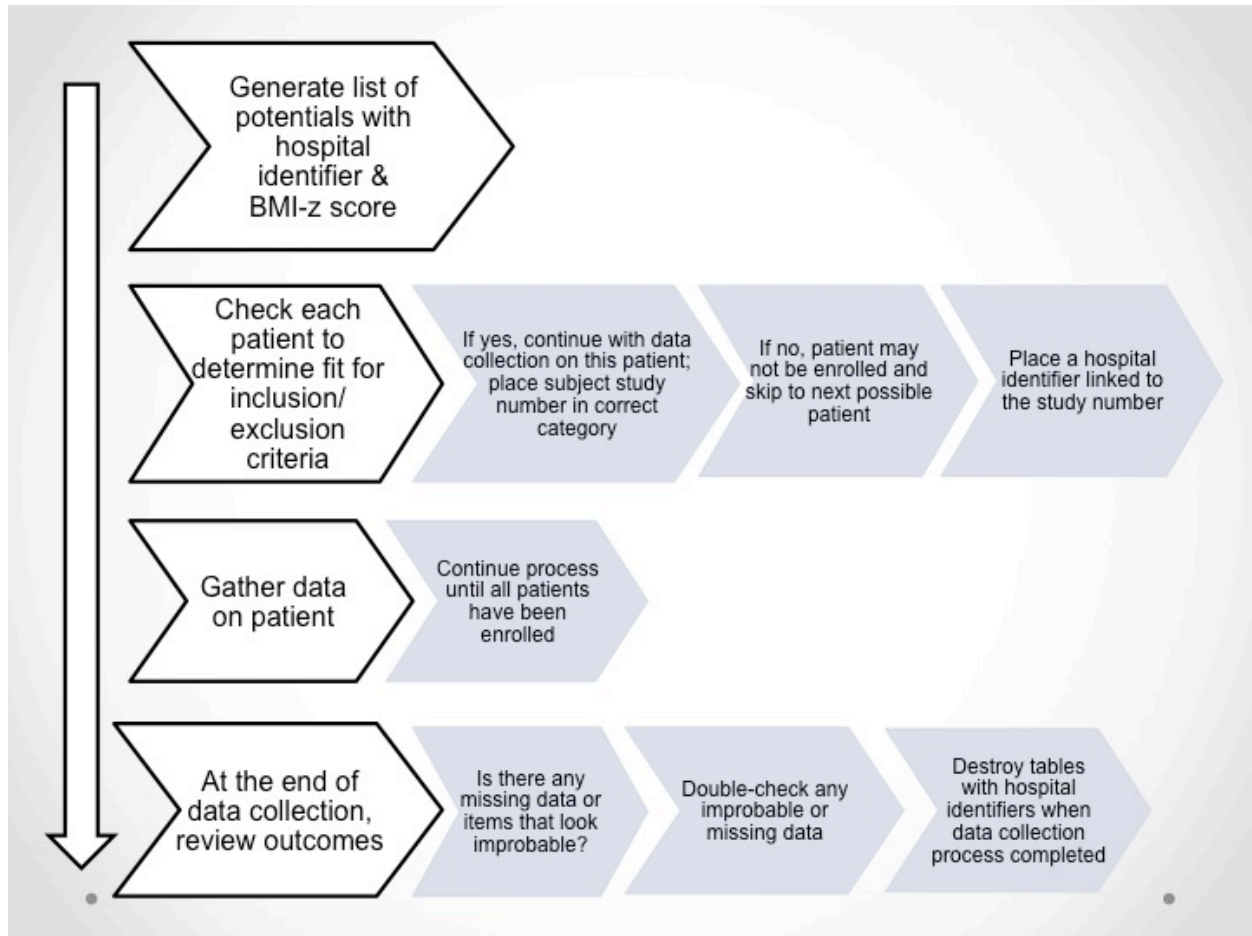 Generate list of
potentials with
hospital
identifier &
BMI-z score
Check each
patient to
determine fit for
inclusion/
exclusion
criteria
If yes, continue with data
collection on this patient;
place subject study
number in correct
category
If no, patient may
not be enrolled and
skip to next possible
patient
Place a hospital
identifier linked to
the study number
Gather data
on patient
Continue process
until all patients
have been
enrolled
At the end of
data collection,
review outcomes
Is there any
missing data or
items that look
improbable?
Double-check any
improbable or
missing data
Destroy tables
with hospital
identifiers when
data collection
process completed